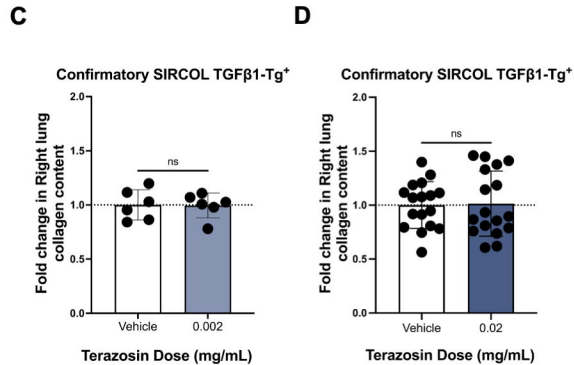 C
Confirmatory SIRCOL TGFβ1-Tg+
Fold change in Right lung
collagen content
2.0
1.5
1.0
0.5
0.0
ns
Vehicle
0.002
Terazosin Dose (mg/mL)
D
Confirmatory SIRCOL TGFβ1-Tg+
Fold change in Right lung
collagen content
2.0
1.5
1.0
0.5
0.0
ns
Vehicle
0.02
Terazosin Dose (mg/mL)